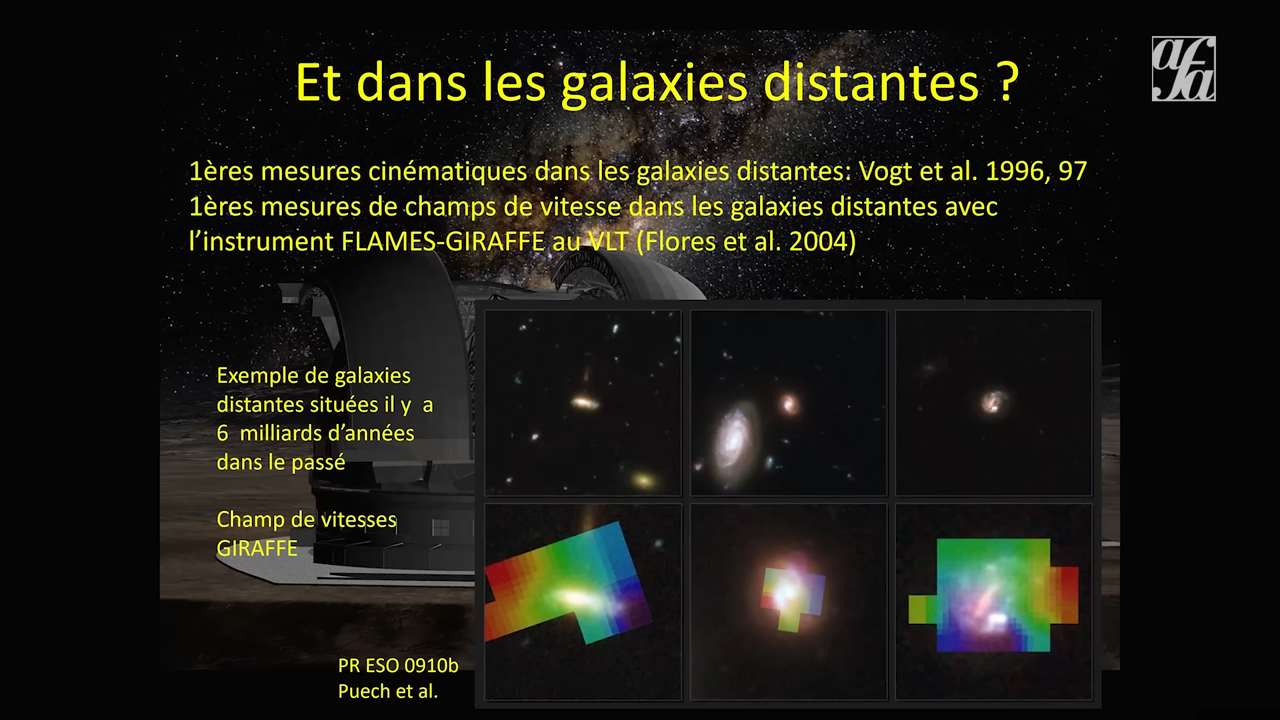 Et dans les galaxies distantes ?
afa
1ères mesures cinématiques dans les galaxies distantes: Vogt et al. 1996, 97
1ères mesures de champs de vitesse dans les galaxies distantes avec
l’instrument FLAMES-GIRAFFE au VLT (Flores et al. 2004)
Exemple de galaxies
distantes situées il y a
6 milliards d’années
dans le passé
Champ de vitesses
GIRAFFE
PR ESO 0910b
Puech et al.